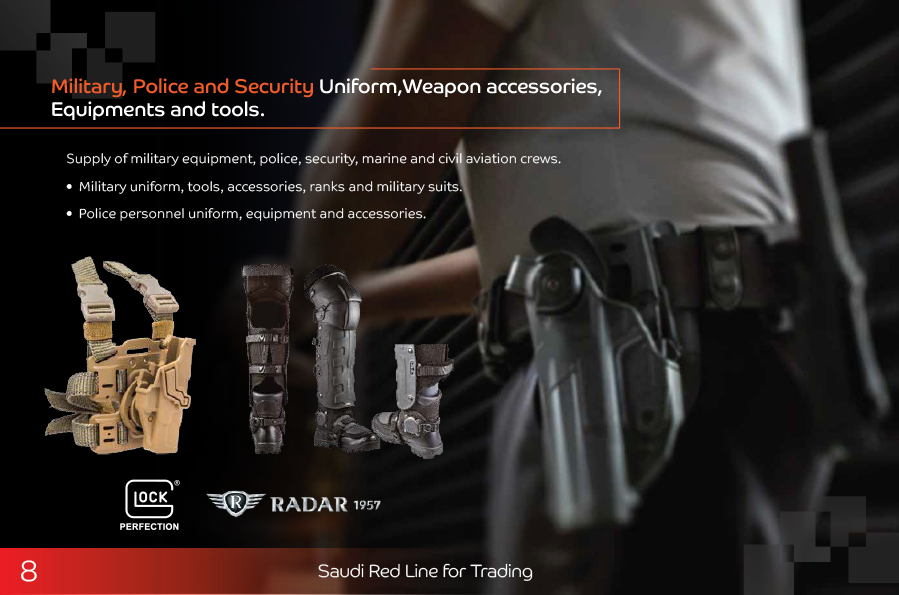 Military, Police and Security Uniform,Weapon accessories,
Equipments and tools.
Supply of military equipment, police, security, marine and civil aviation crews.
• Military uniform, tools, accessories, ranks and military suits.
• Police personnel uniform, equipment and accessories.
GLOCK®
PERFECTION
R RADAR 1957
8
Saudi Red Line for Trading